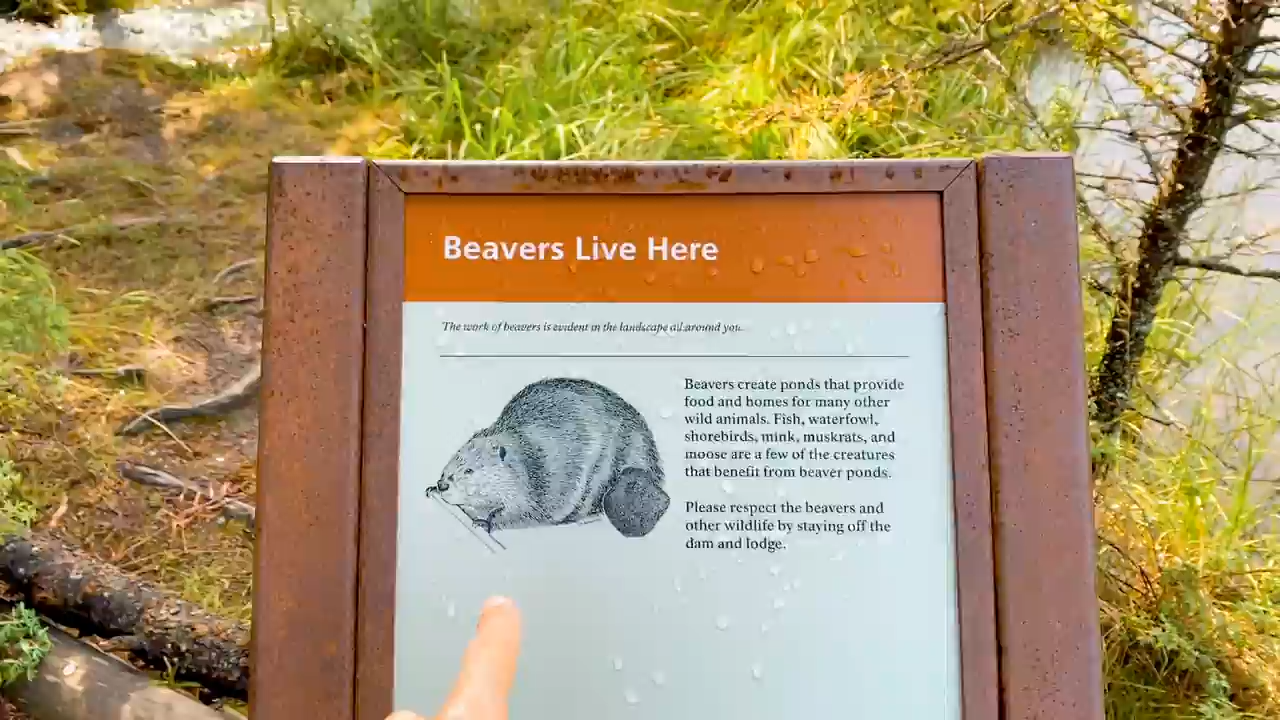 Beavers Live Here
The work of beavers is evident in the landscape all around you.
Beavers create ponds that provide
food and homes for many other
wild animals. Fish, waterfowl,
shorebirds, mink, muskrats, and
moose are a few of the creatures
that benefit from beaver ponds.
Please respect the beavers and
other wildlife by staying off the
dam and lodge.